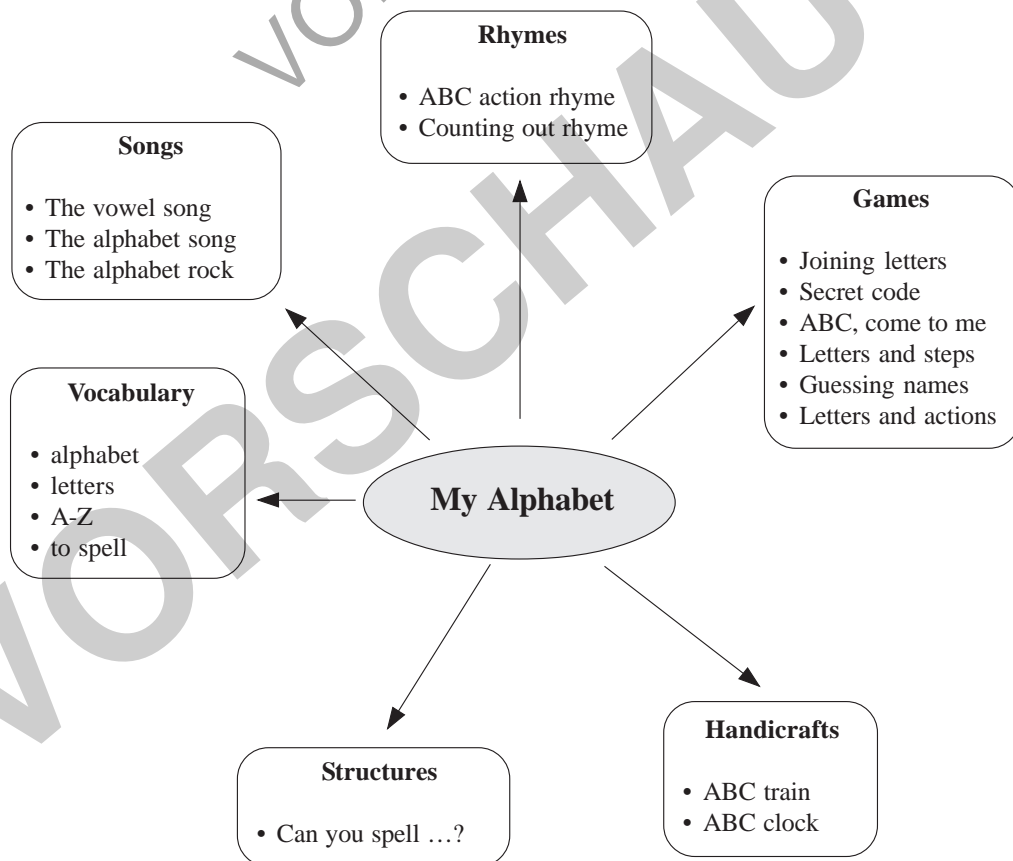 Rhymes
• ABC action rhyme
• Counting out rhyme
Songs
• The vowel song
• The alphabet song
• The alphabet rock
Games
• Joining letters
• Secret code
• ABC, come to me
• Letters and steps
• Guessing names
• Letters and actions
Vocabulary
• alphabet
• letters
• A-Z
• to spell
My Alphabet
Structures
• Can you spell …?
Handicrafts
• ABC train
• ABC clock
VORSCHAU